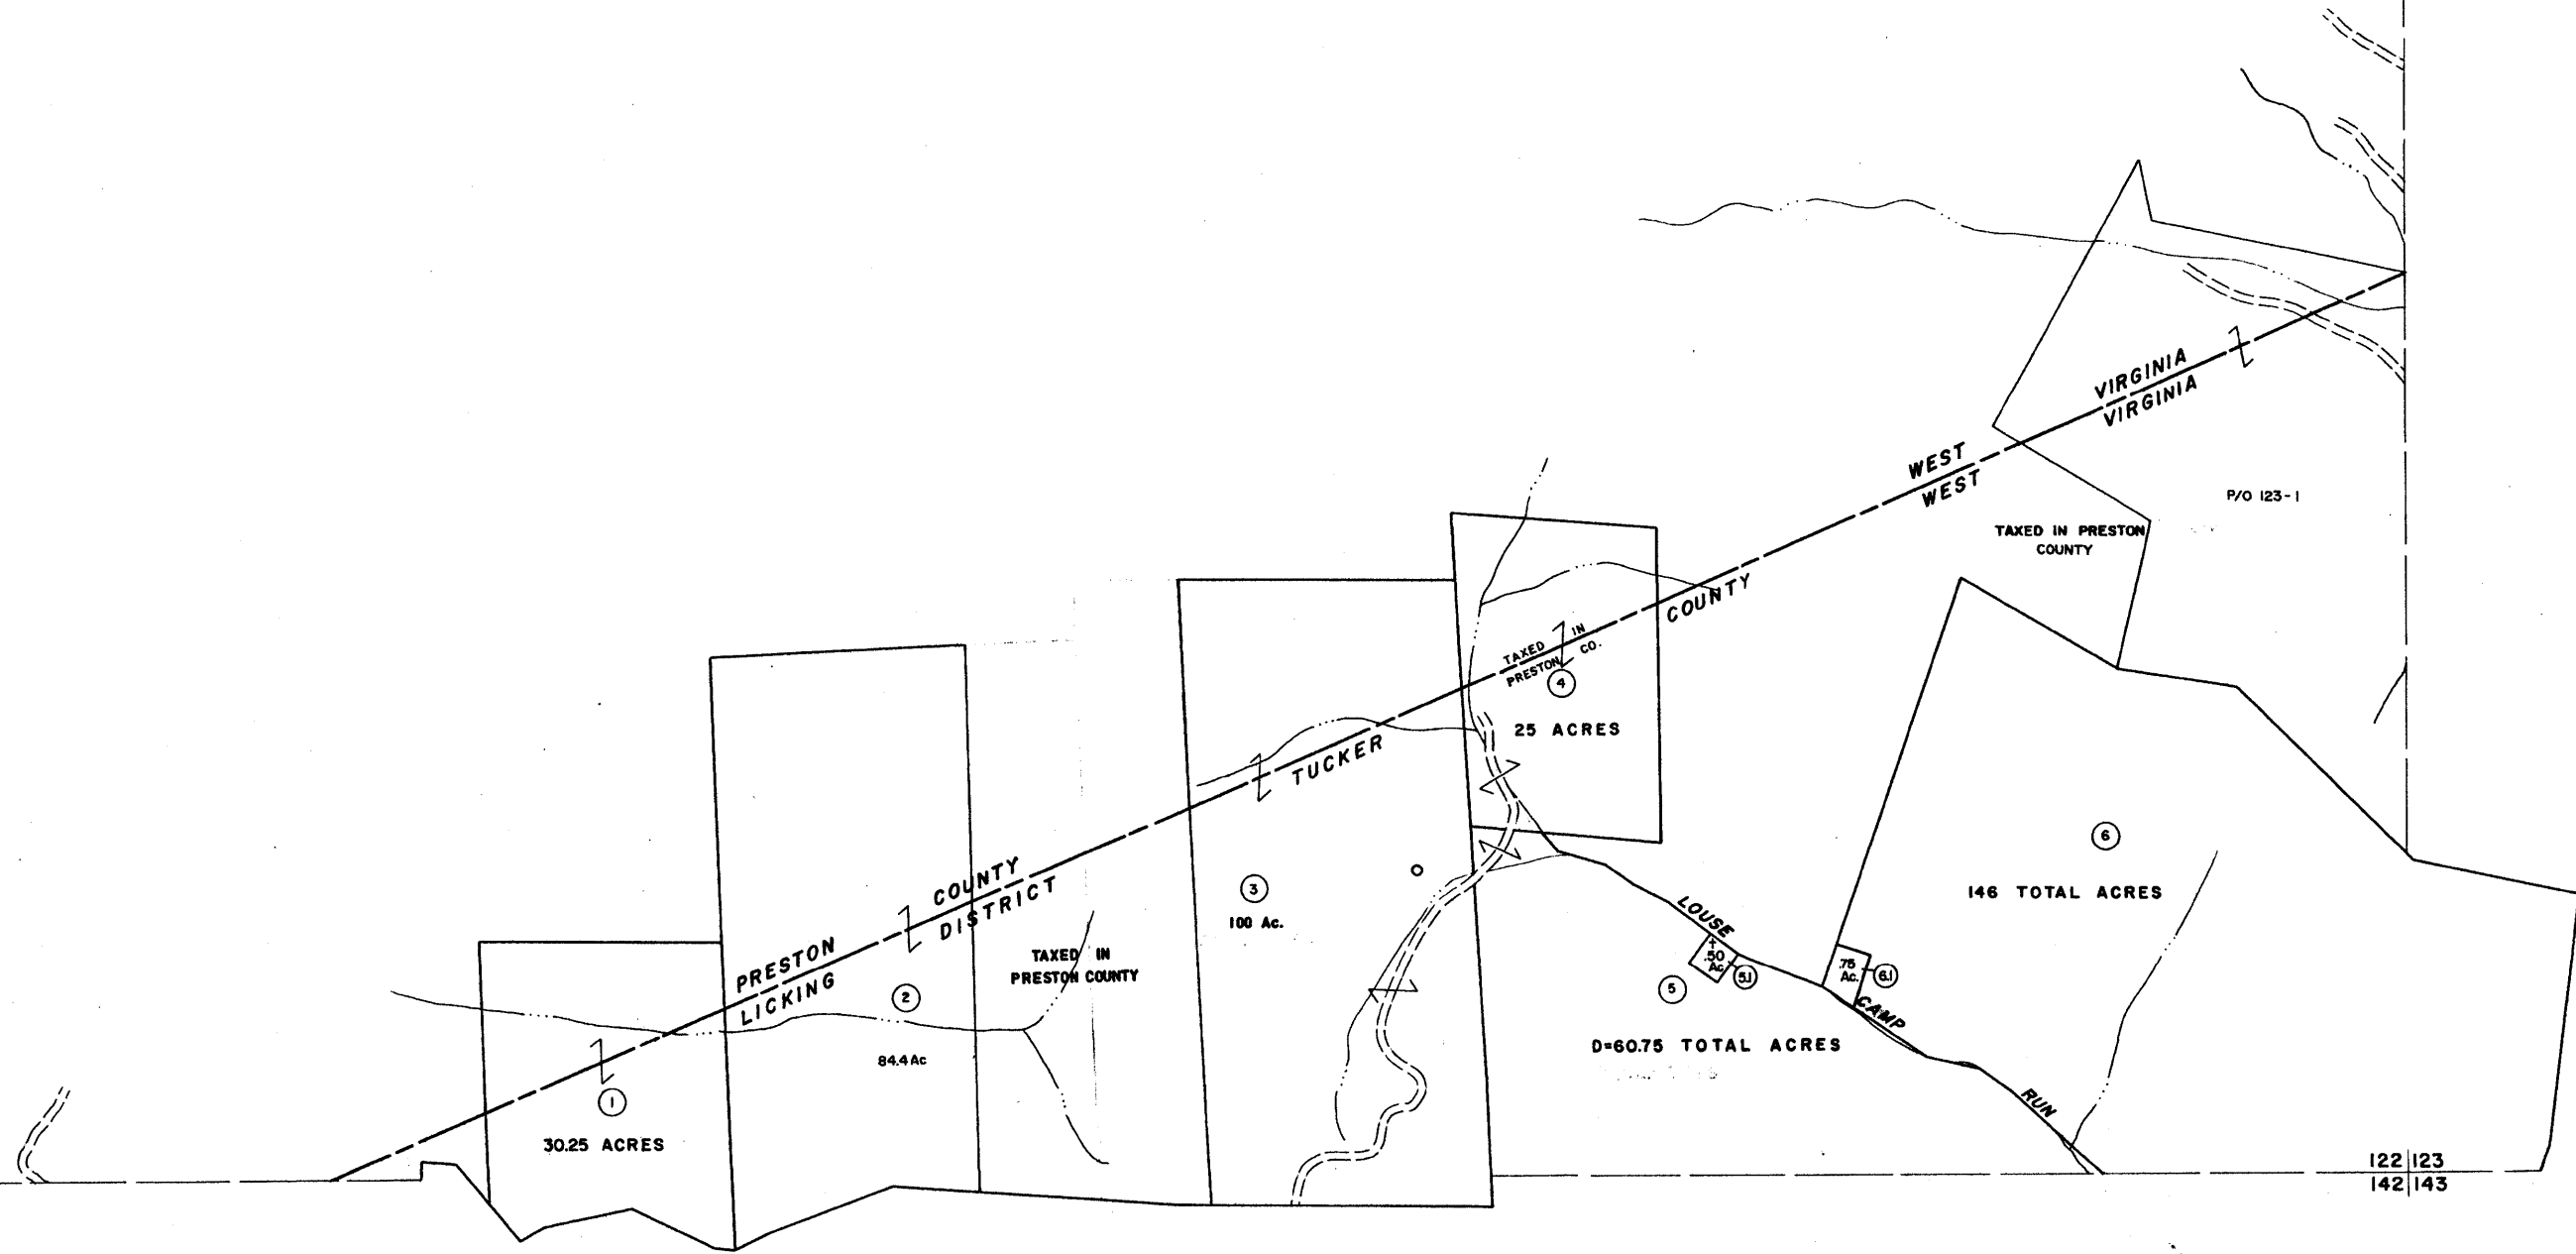 VIRGINIA
VIRGINIA
WEST
WEST
P/O 123-1
TAXED IN PRESTON
COUNTY
COUNTY
TAXED IN
PRESTON CO.
4
25 ACRES
TUCKER
6
146 TOTAL ACRES
COUNTY
DISTRICT
3
100 Ac.
LOUSE
.50
Ac
5.1
.75
Ac.
6.1
CAMP
5
PRESTON
LICKING
TAXED IN
PRESTON COUNTY
2
D=60.75 TOTAL ACRES
84.4 Ac
1
RUN
30.25 ACRES
122 123
142 143